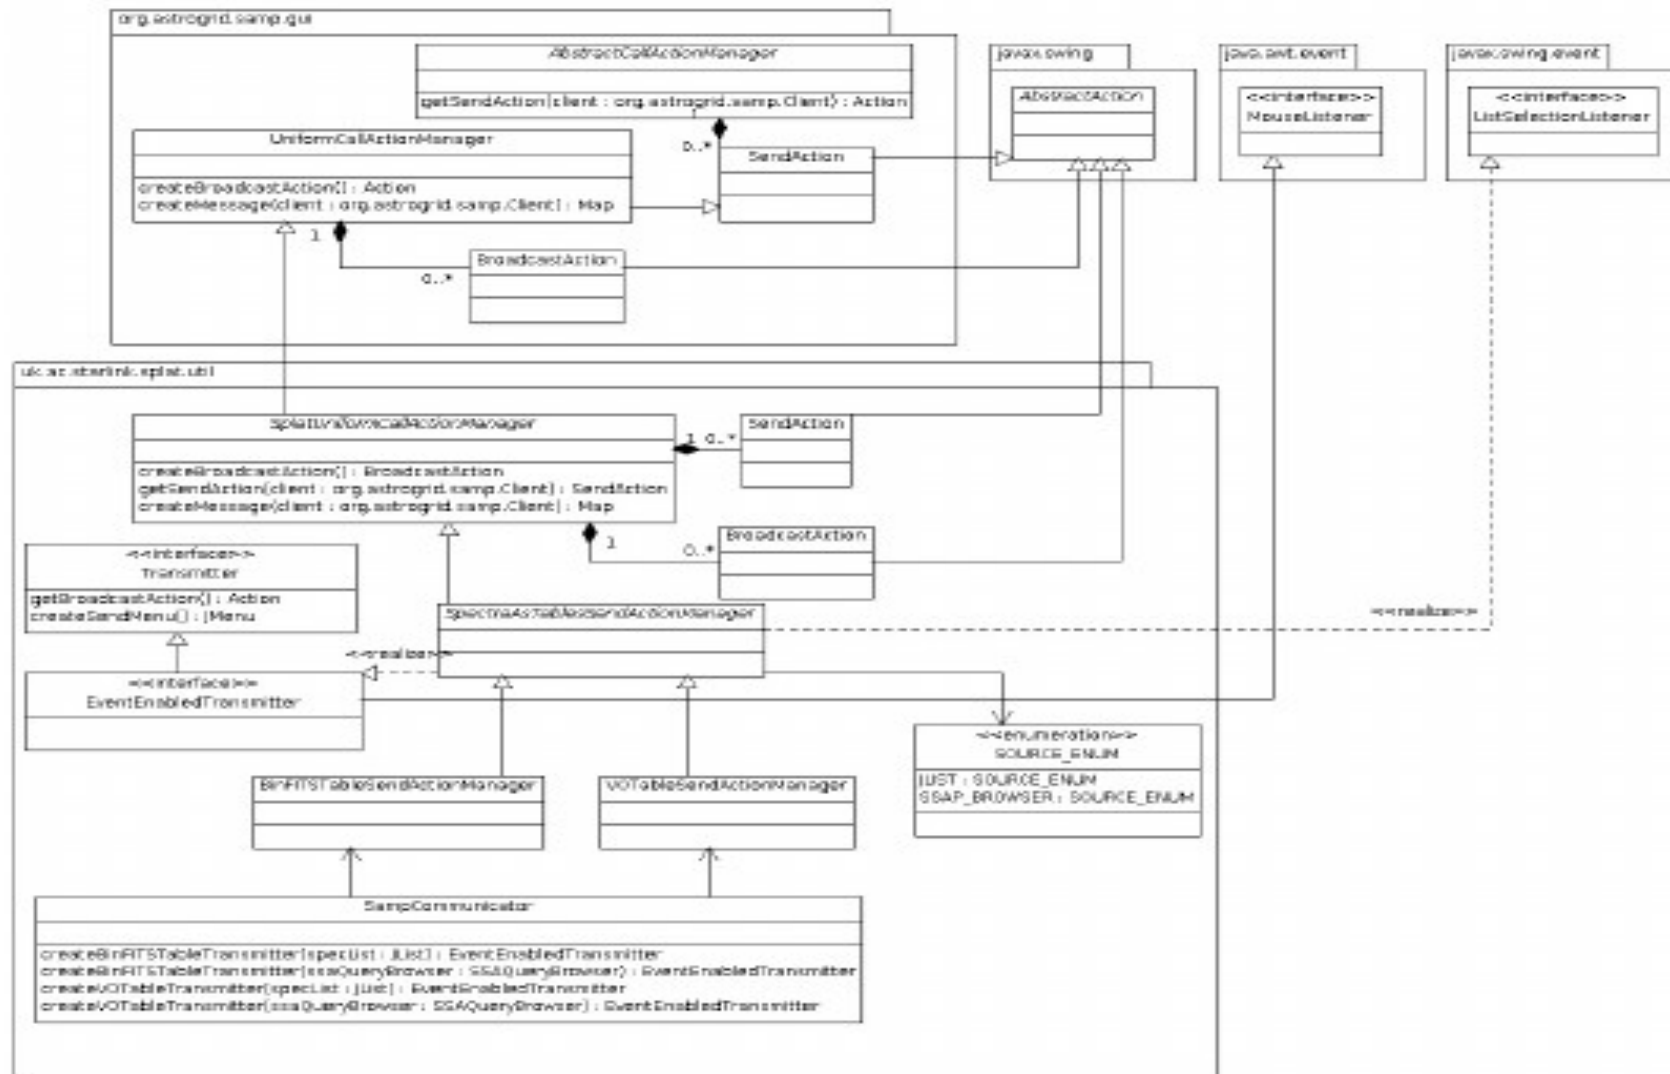 org.astrogrid.samp.gui
AbstractCallActionManager
getSendAction(client : org.astrogrid.samp.Client) : Action
UniformCallActionManager
createBroadcastAction() : Action
createMessage(client : org.astrogrid.samp.Client) : Map
0..*
SendAction
1
0..*
BroadcastAction
javax.swing
AbstractAction
java.awt.event
<<interface>>
MouseListener
javax.swing.event
<<interface>>
ListSelectionListener
uk.ac.starlink.splat.util
SplatUniformCallActionManager
createBroadcastAction() : BroadcastAction
getSendAction(client : org.astrogrid.samp.Client) : SendAction
createMessage(client : org.astrogrid.samp.Client) : Map
1 0..*
SendAction
1
0..*
BroadcastAction
<<interface>>
Transmitter
getBroadcastAction() : Action
createSendMenu() : JMenu
SpectraAsTablesSendActionManager
<<realize>>
<<realize>>
<<interface>>
EventEnabledTransmitter
<<enumeration>>
SOURCE_ENUM
JLIST : SOURCE_ENUM
SSAP_BROWSER : SOURCE_ENUM
BinFITSTableSendActionManager
VOTableSendActionManager
SampCommunicator
createBinFITSTableTransmitter(specList : JList) : EventEnabledTransmitter
createBinFITSTableTransmitter(ssaQueryBrowser : SSAQueryBrowser) : EventEnabledTransmitter
createVOTableTransmitter(specList : JList) : EventEnabledTransmitter
createVOTableTransmitter(ssaQueryBrowser : SSAQueryBrowser) : EventEnabledTransmitter